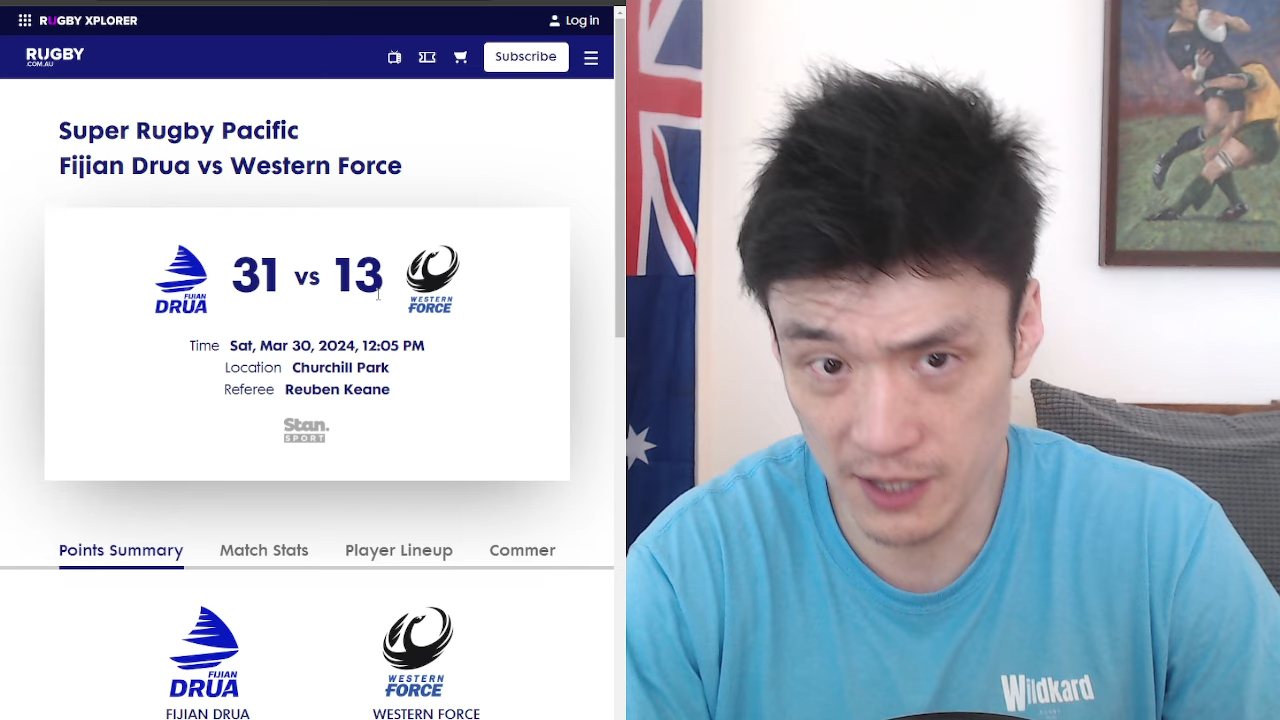 RUGBY XPLORER
Log in
RUGBY
.COM.AU
Subscribe
Super Rugby Pacific
Fijian Drua vs Western Force
31 vs 13
FIJIAN
DRUA
WESTERN
FORCE
Time Sat, Mar 30, 2024, 12:05 PM
Location Churchill Park
Referee Reuben Keane
Stan.
SPORT
Points Summary
Match Stats
Player Lineup
Commer
FIJIAN
DRUA
WESTERN
FORCE
FIJIAN DRUA
WESTERN FORCE
Wildkard
RUGBY